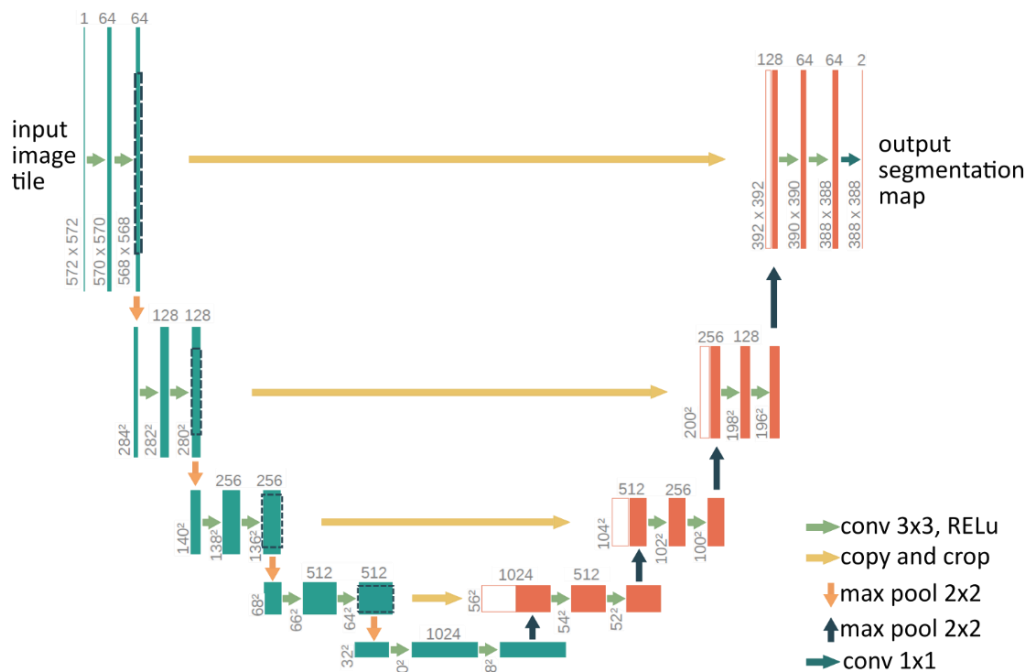 1 64 64
input
image
tile
572 x 572
570 x 570
568 x 568
128 64 64 2
392 x 392
390 x 390
388 x 388
388 x 388
output
segmentation
map
128 128
284²
282²
280²
256 128
200²
198²
196²
256 256
140²
138²
136²
512 256
104²
102²
100²
512 512
68²
66²
64²
1024 512
56²
54²
52²
1024
32²
conv 3x3, RELu
copy and crop
max pool 2x2
max pool 2x2
conv 1x1